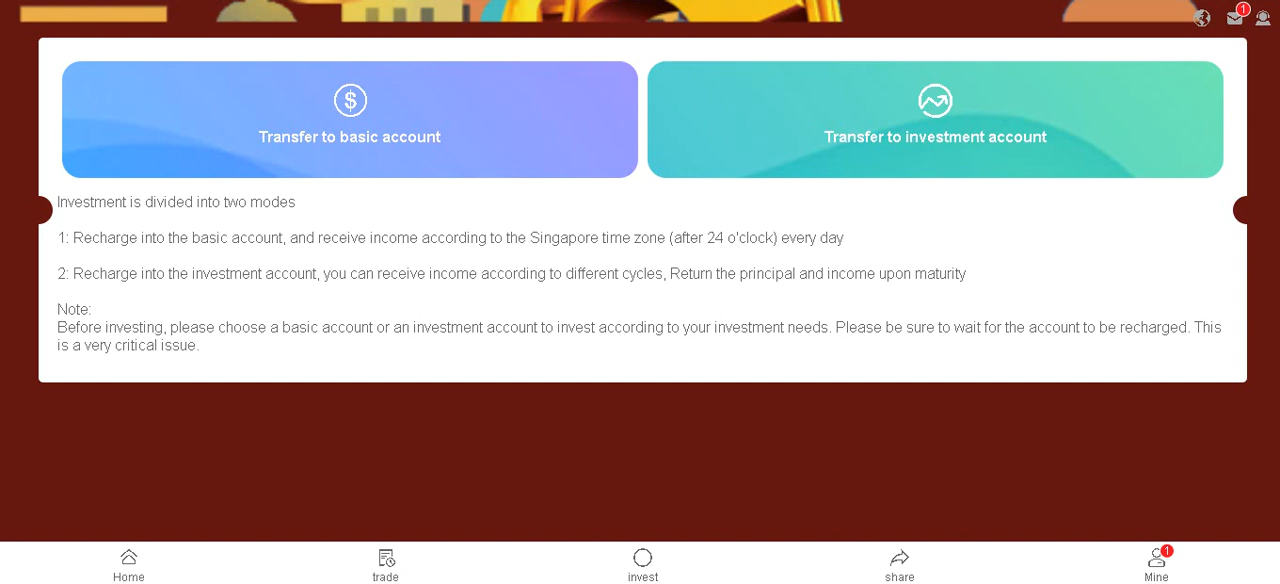 1
Transfer to basic account
Transfer to investment account
Investment is divided into two modes
1: Recharge into the basic account, and receive income according to the Singapore time zone (after 24 o'clock) every day
2: Recharge into the investment account, you can receive income according to different cycles, Return the principal and income upon maturity
Note:
Before investing, please choose a basic account or an investment account to invest according to your investment needs. Please be sure to wait for the account to be recharged. This
is a very critical issue.
1
Home
trade
invest
share
Mine